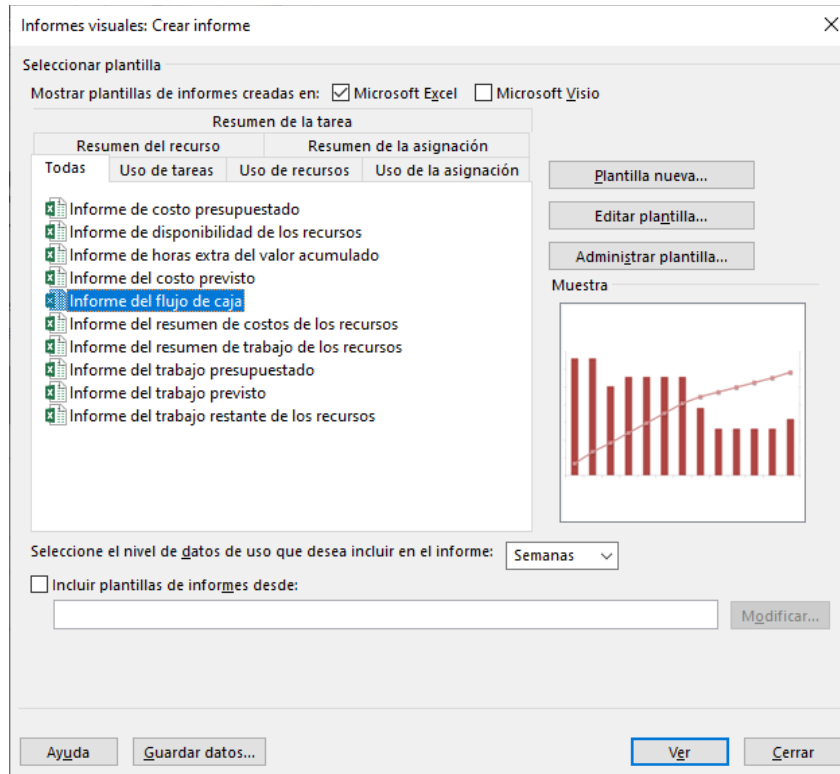 Informes visuales: Crear informe
Seleccionar plantilla
Mostrar plantillas de informes creadas en: Microsoft Excel Microsoft Visio
Resumen de la tarea
Resumen del recurso Resumen de la asignación
Todas Uso de tareas Uso de recursos Uso de la asignación
Informe de costo presupuestado
Informe de disponibilidad de los recursos
Informe de horas extra del valor acumulado
Informe del costo previsto
Informe del flujo de caja
Informe del resumen de costos de los recursos
Informe del resumen de trabajo de los recursos
Informe del trabajo presupuestado
Informe del trabajo previsto
Informe del trabajo restante de los recursos
Plantilla nueva...
Editar plantilla...
Administrar plantilla...
Muestra
Seleccione el nivel de datos de uso que desea incluir en el informe: Semanas
Incluir plantillas de informes desde:
Modificar...
Ayuda Guardar datos... Ver Cerrar